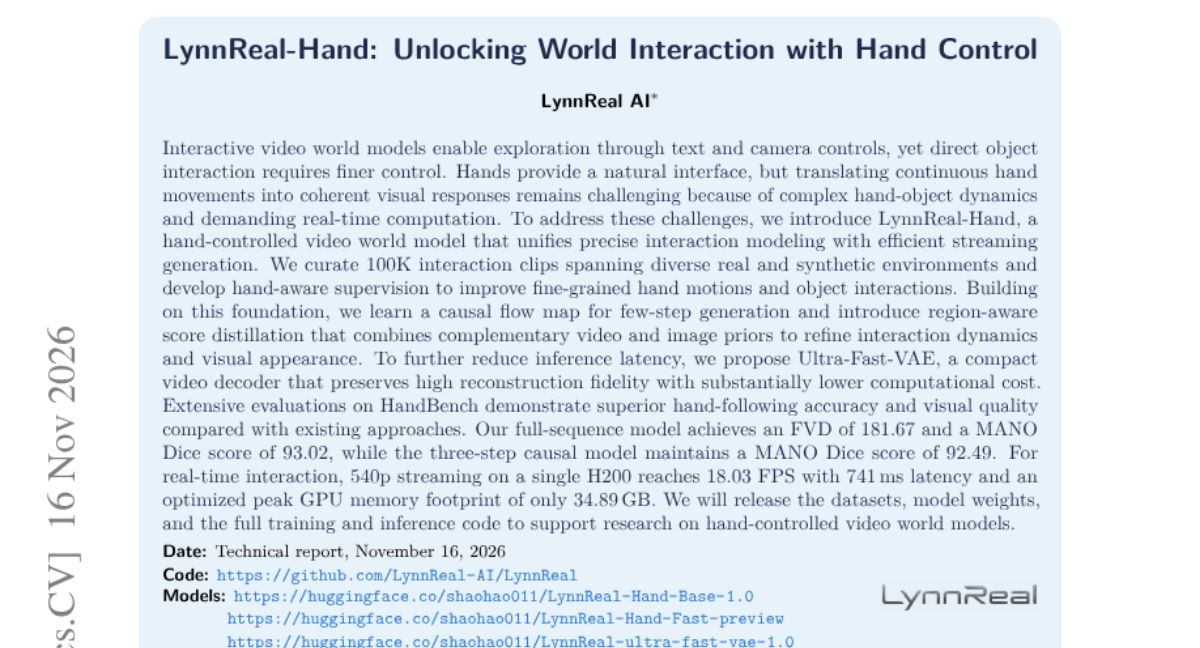 LynnReal-Hand: Unlocking World Interaction with Hand Control
LynnReal AI*
Interactive video world models enable exploration through text and camera controls, yet direct object
interaction requires finer control. Hands provide a natural interface, but translating continuous hand
movements into coherent visual responses remains challenging because of complex hand-object dynamics
and demanding real-time computation. To address these challenges, we introduce LynnReal-Hand, a
hand-controlled video world model that unifies precise interaction modeling with efficient streaming
generation. We curate 100K interaction clips spanning diverse real and synthetic environments and
develop hand-aware supervision to improve fine-grained hand motions and object interactions. Building
on this foundation, we learn a causal flow map for few-step generation and introduce region-aware
score distillation that combines complementary video and image priors to refine interaction dynamics
and visual appearance. To further reduce inference latency, we propose Ultra-Fast-VAE, a compact
video decoder that preserves high reconstruction fidelity with substantially lower computational cost.
Extensive evaluations on HandBench demonstrate superior hand-following accuracy and visual quality
compared with existing approaches. Our full-sequence model achieves an FVD of 181.67 and a MANO
Dice score of 93.02, while the three-step causal model maintains a MANO Dice score of 92.49. For
real-time interaction, 540p streaming on a single H200 reaches 18.03 FPS with 741 ms latency and an
optimized peak GPU memory footprint of only 34.89 GB. We will release the datasets, model weights,
and the full training and inference code to support research on hand-controlled video world models.
Date: Technical report, November 16, 2026
Code: https://github.com/LynnReal-AI/LynnReal
Models: https://huggingface.co/shaohao011/LynnReal-Hand-Base-1.0
https://huggingface.co/shaohao011/LynnReal-Hand-Fast-preview
https://huggingface.co/shaohao011/LynnReal-ultra-fast-vae-1.0
LynnReal
cs.CV] 16 Nov 2026